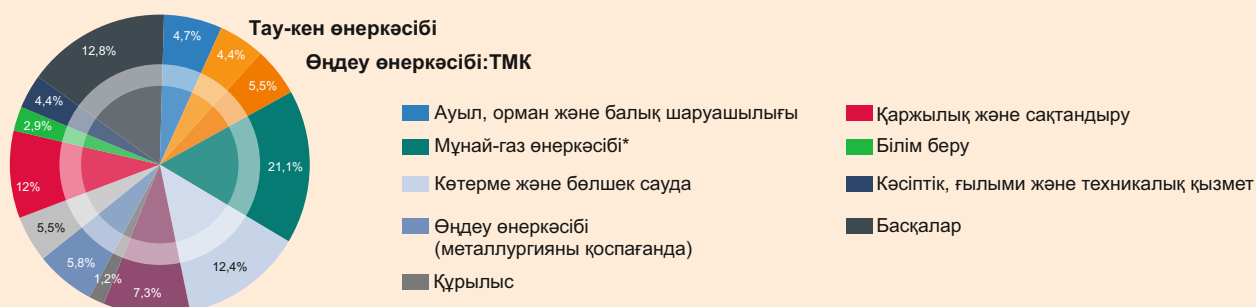 Тау-кен өнеркәсібі
Өңдеу өнеркәсібі:ТМК
4,7%
4,4%
5,5%
21,1%
12,4%
7,3%
1,2%
5,8%
5,5%
12%
2,9%
4,4%
12,8%
Ауыл, орман және балық шаруашылығы
Мұнай-газ өнеркәсібі*
Көтерме және бөлшек сауда
Өңдеу өнеркәсібі
(металлургияны қоспағанда)
Құрылыс
Қаржылық және сақтандыру
Білім беру
Кәсіптік, ғылыми және техникалық қызмет
Басқалар